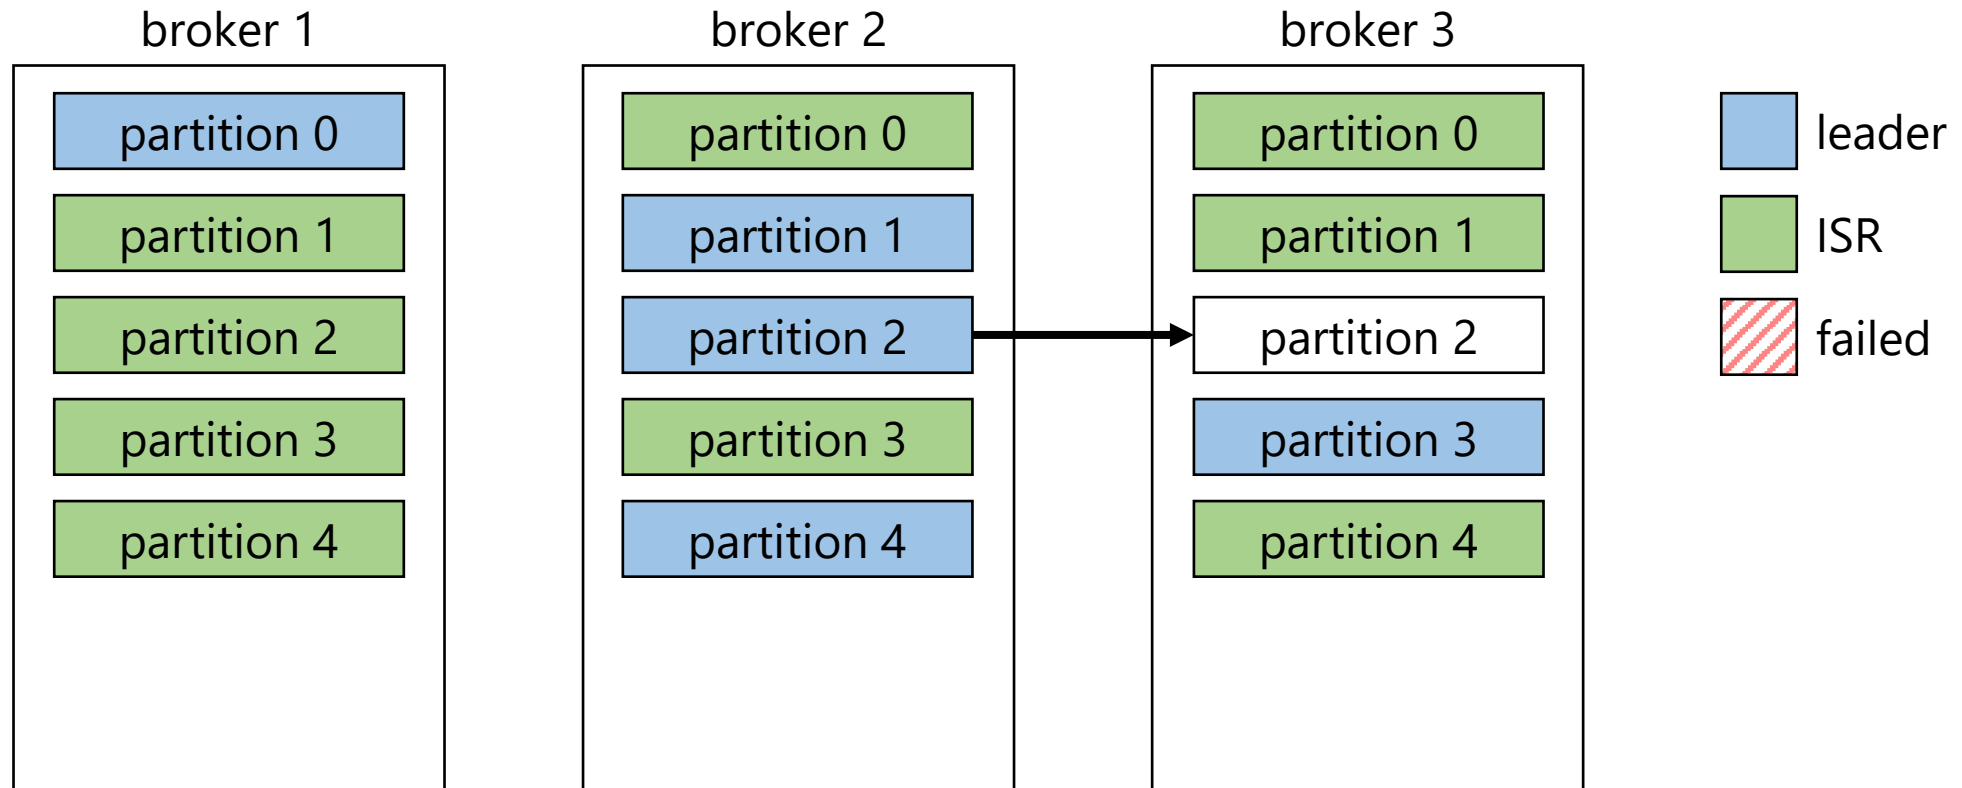 broker 1
partition 0
partition 1
partition 2
partition 3
partition 4
broker 2
partition 0
partition 1
partition 2
partition 3
partition 4
broker 3
partition 0
partition 1
partition 2
partition 3
partition 4
leader
ISR
failed